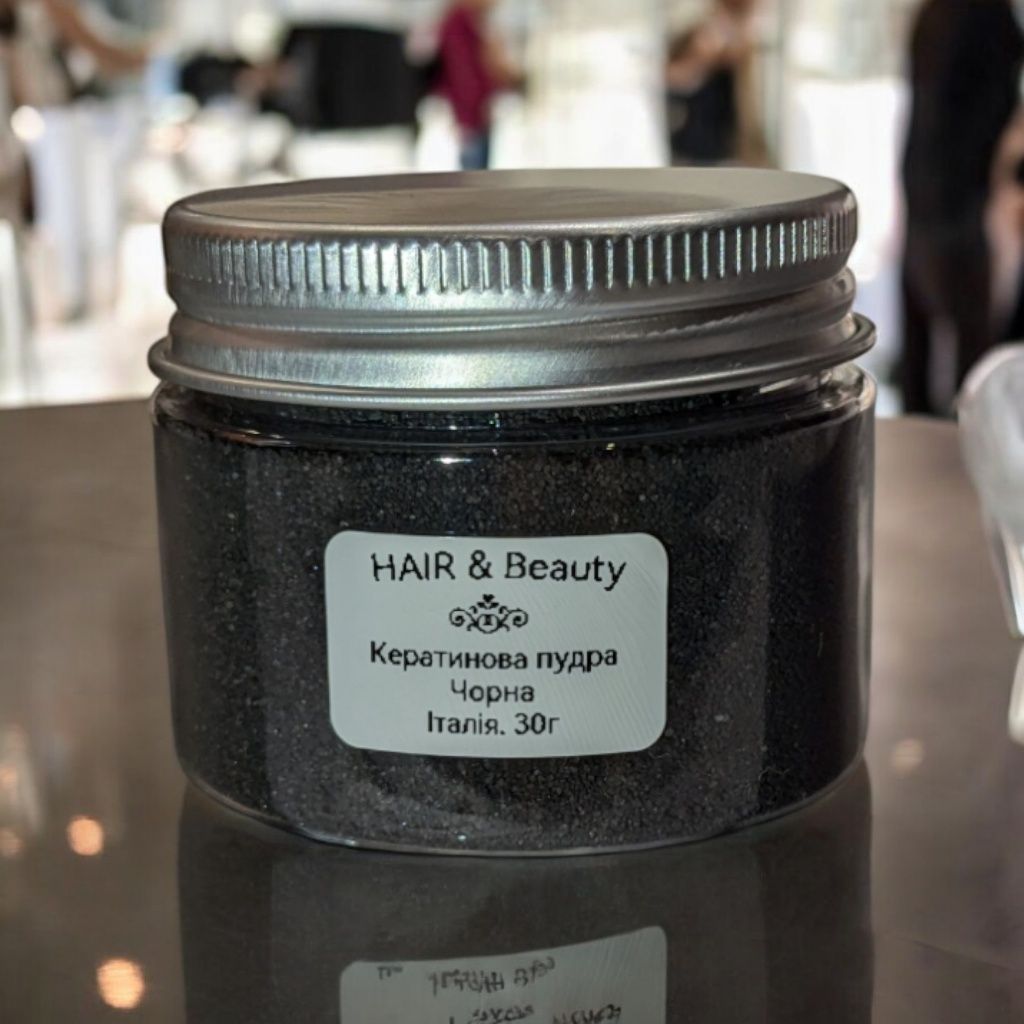 HAIR & Beauty
Кератинова пудра
Чорна
Італія. 30г